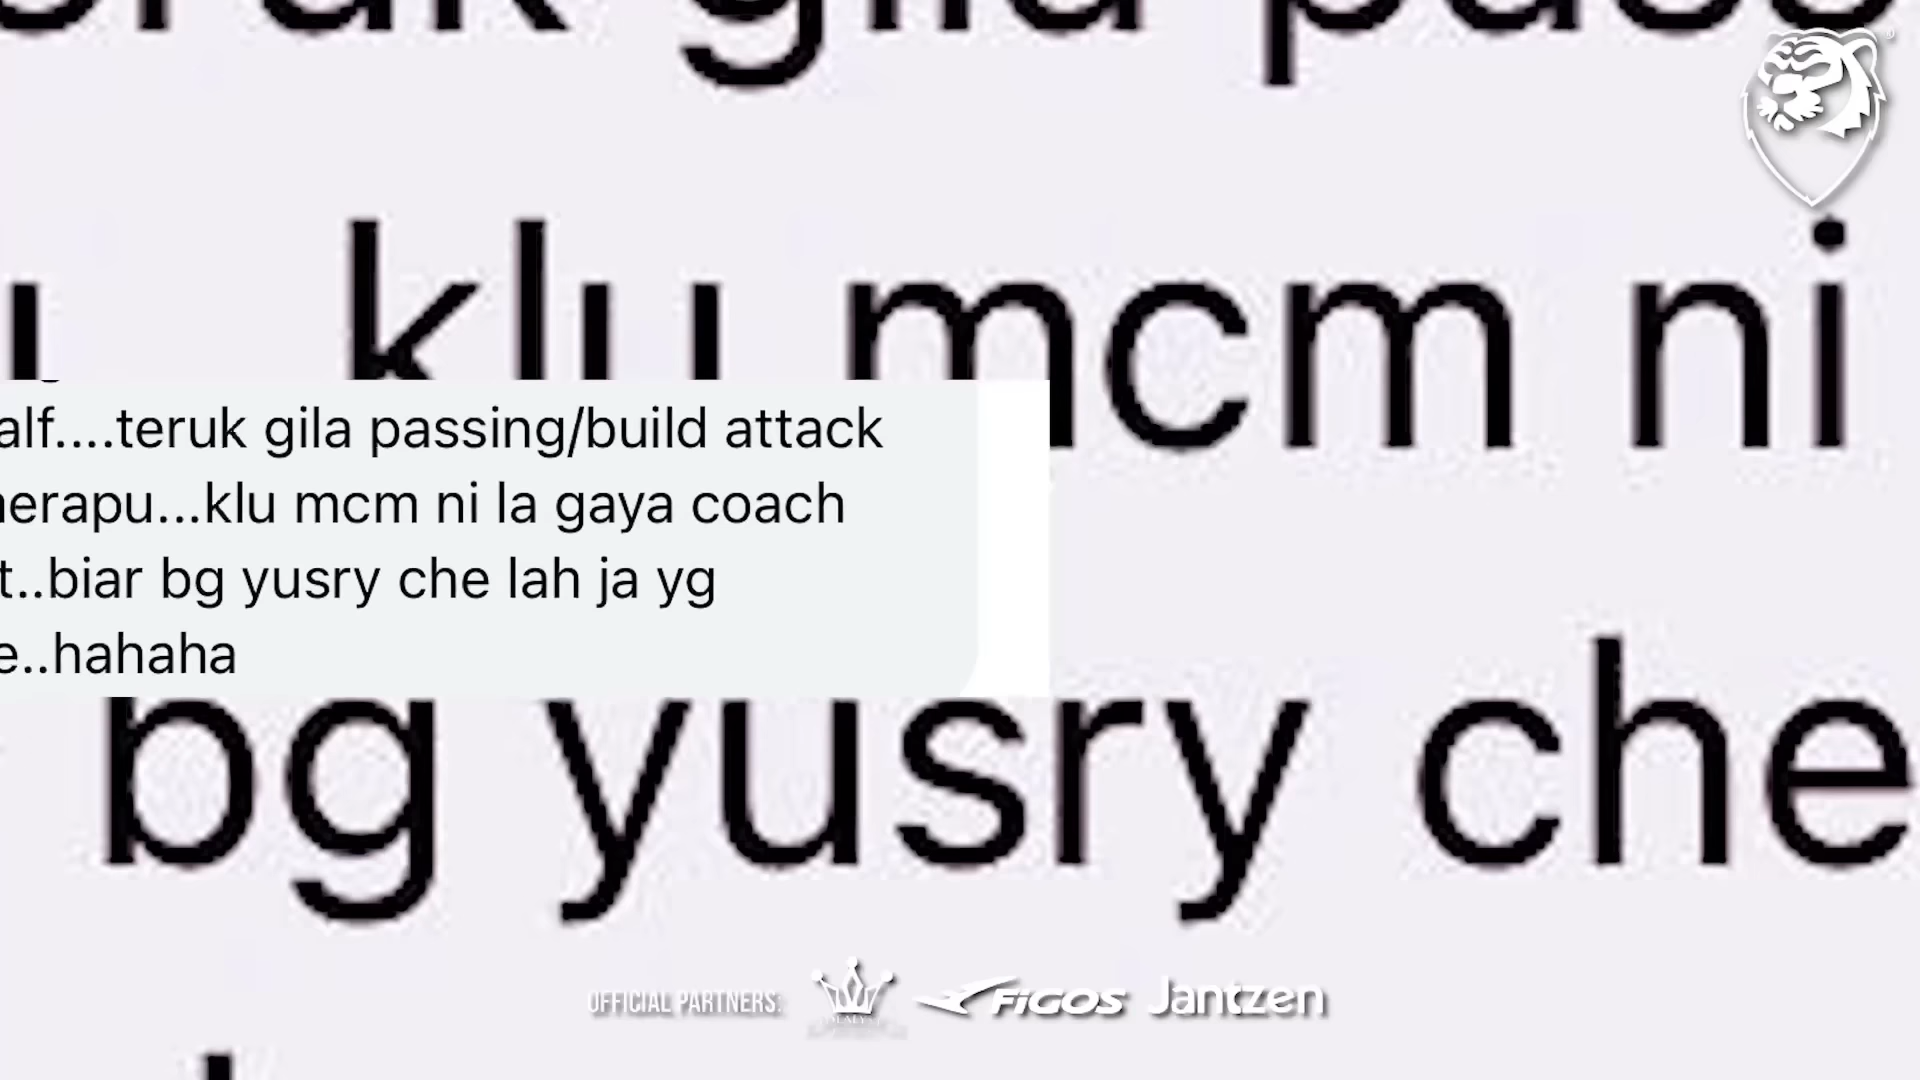 gila
klu mcm ni
alf....teruk gila passing/build attack
erapu...klu mcm ni la gaya coach
t..biar bg yusry che lah ja yg
e..hahaha
bg yusry che
OFFICIAL PARTNERS:
FiGOS
Jantzen